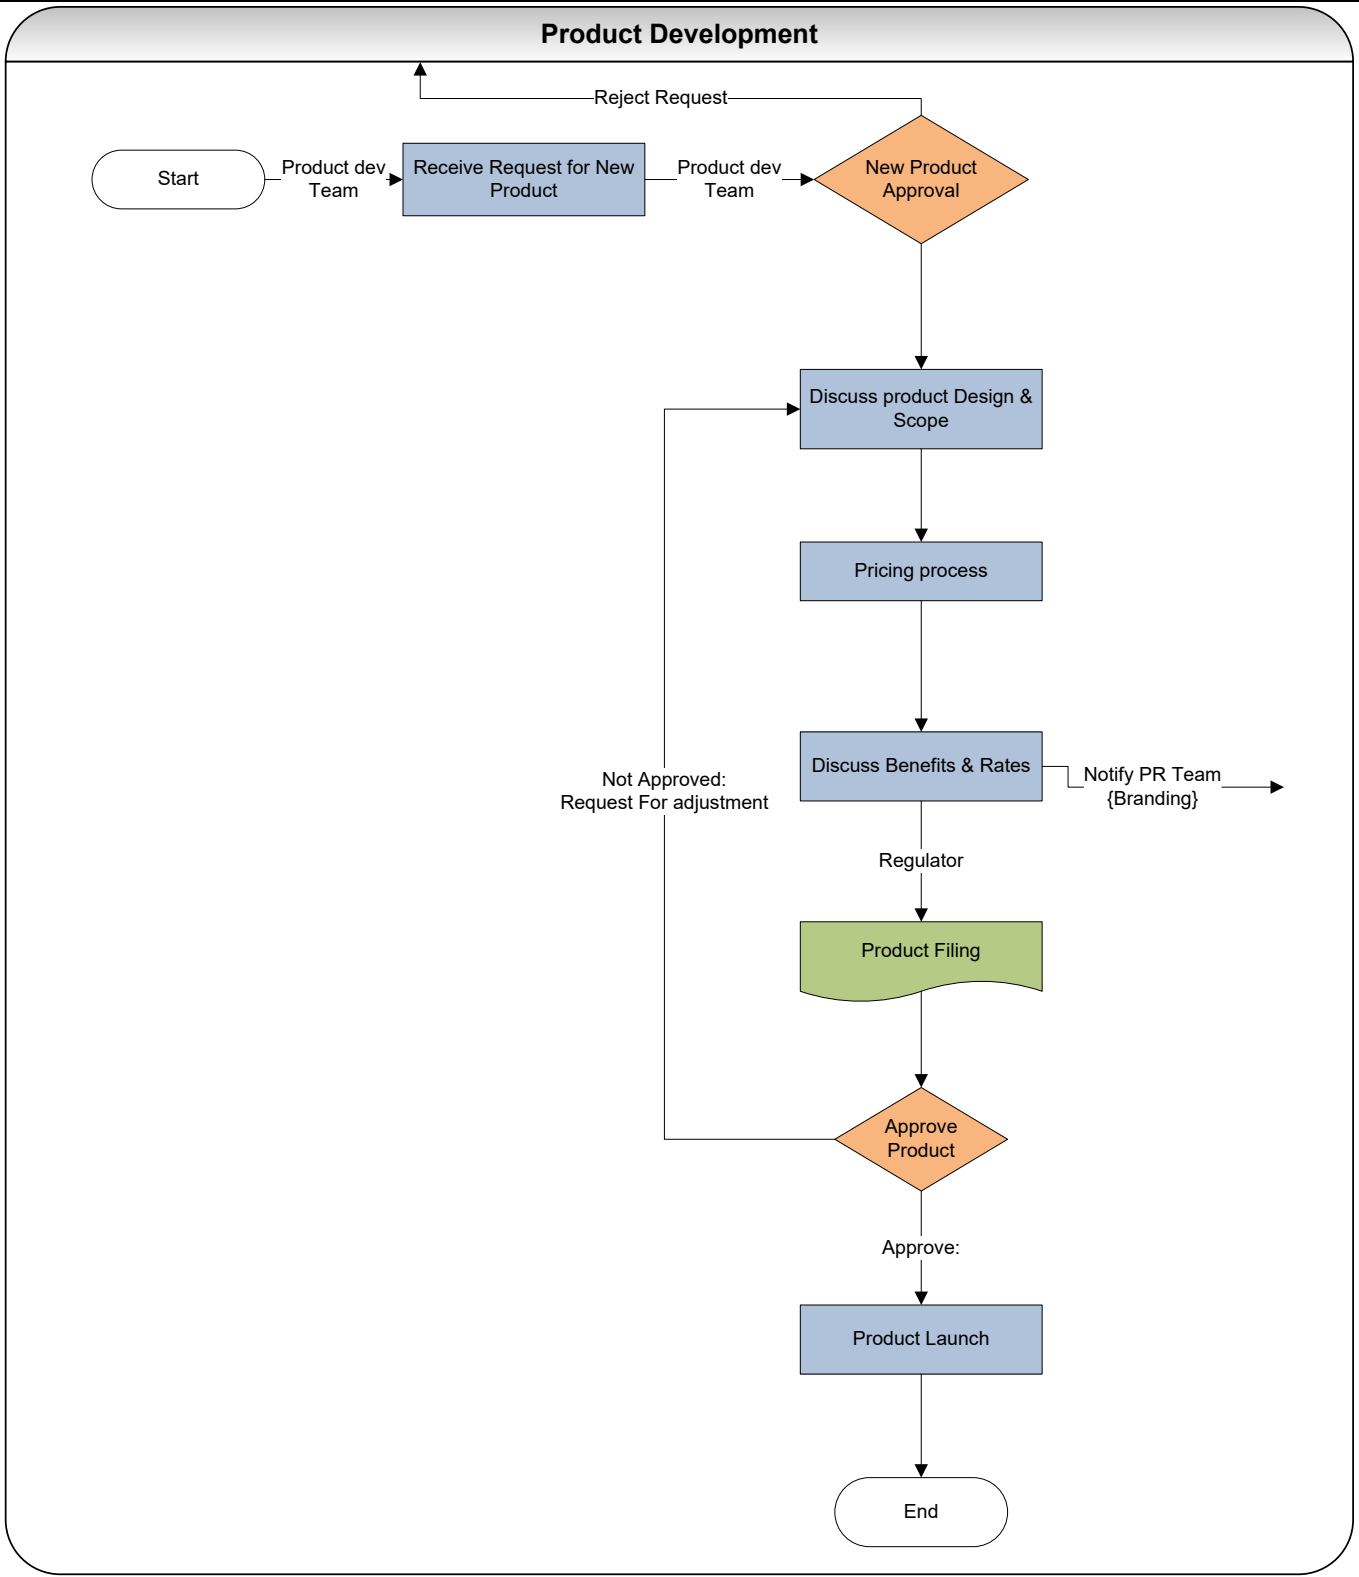 Product Development
Reject Request
Start
Product dev
Team
Receive Request for New
Product
Product dev
Team
New Product
Approval
Discuss product Design &
Scope
Pricing process
Discuss Benefits & Rates
Notify PR Team
{Branding}
Not Approved:
Request For adjustment
Regulator
Product Filing
Approve
Product
Approve:
Product Launch
End